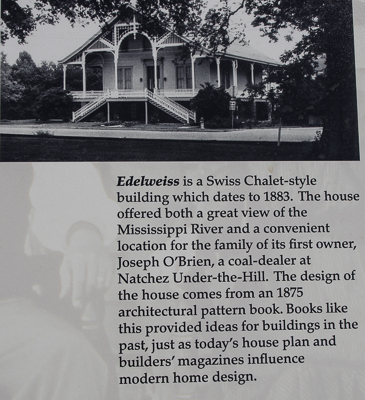 Edelweiss is a Swiss Chalet-style
building which dates to 1883. The house
offered both a great view of the
Mississippi River and a convenient
location for the family of its first owner,
Joseph O'Brien, a coal-dealer at
Natchez Under-the-Hill. The design of
the house comes from an 1875
architectural pattern book. Books like
this provided ideas for buildings in the
past, just as today's house plan and
builders' magazines influence
modern home design.